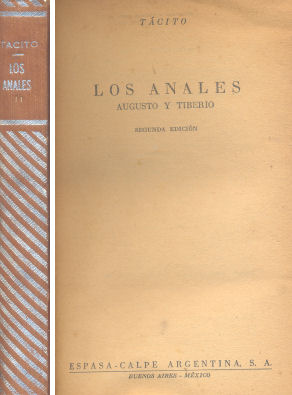 TACITO
LOS
ANALES
II
TÁCITO
LOS ANALES
AUGUSTO Y TIBERIO
SEGUNDA EDICIÓN
ESPASA-CALPE ARGENTINA, S. A.
BUENOS AIRES - MÉXICO